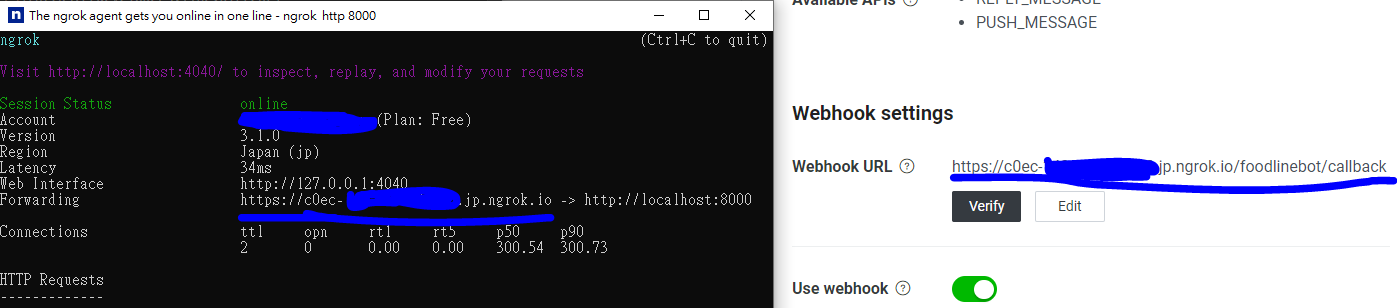 The ngrok agent gets you online in one line - ngrok http 8000
ngrok (Ctrl+C to quit)
Visit http://localhost:4040/ to inspect, replay, and modify your requests
Session Status online
Account (Plan: Free)
Version 3.1.0
Region Japan (jp)
Latency 34ms
Web Interface http://127.0.0.1:4040
Forwarding https://c0ec- .jp.ngrok.io -> http://localhost:8000
Connections ttl opn rt1 rt5 p50 p90
2 0 0.00 0.00 300.54 300.73
HTTP Requests
-------------
Available APIs
• REPLY_MESSAGE
• PUSH_MESSAGE
Webhook settings
Webhook URL ? https://c0ec- jp.ngrok.io/foodlinebot/callback
Verify Edit
Use webhook ?